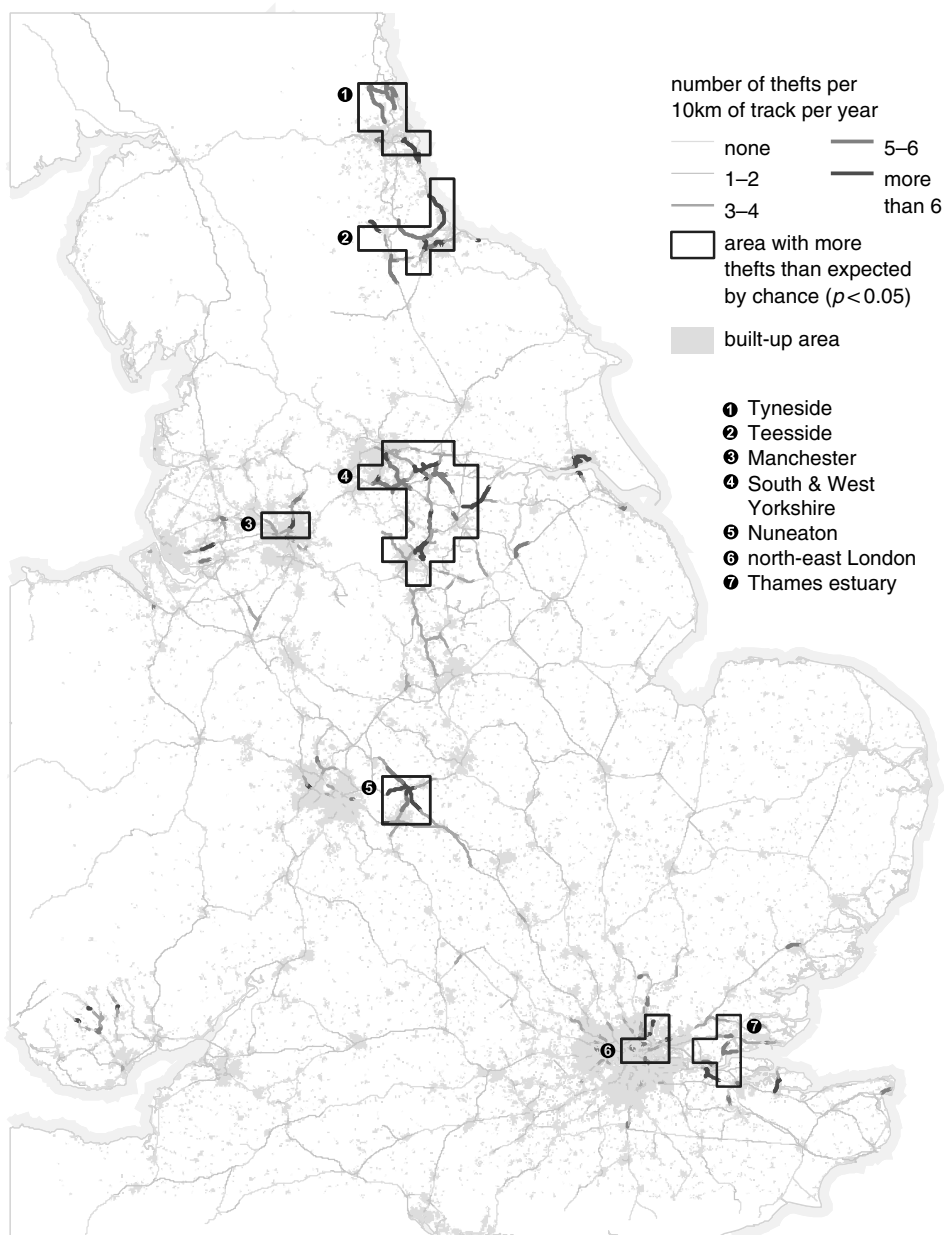 number of thefts per
10km of track per year
none
1–2
3–4
5–6
more
than 6
area with more
thefts than expected
by chance (p<0.05)
built-up area
❶ Tyneside
❷ Teesside
❸ Manchester
❹ South & West
Yorkshire
❺ Nuneaton
❻ north-east London
❼ Thames estuary
❶
❷
❹
❸
❺
❼
❻